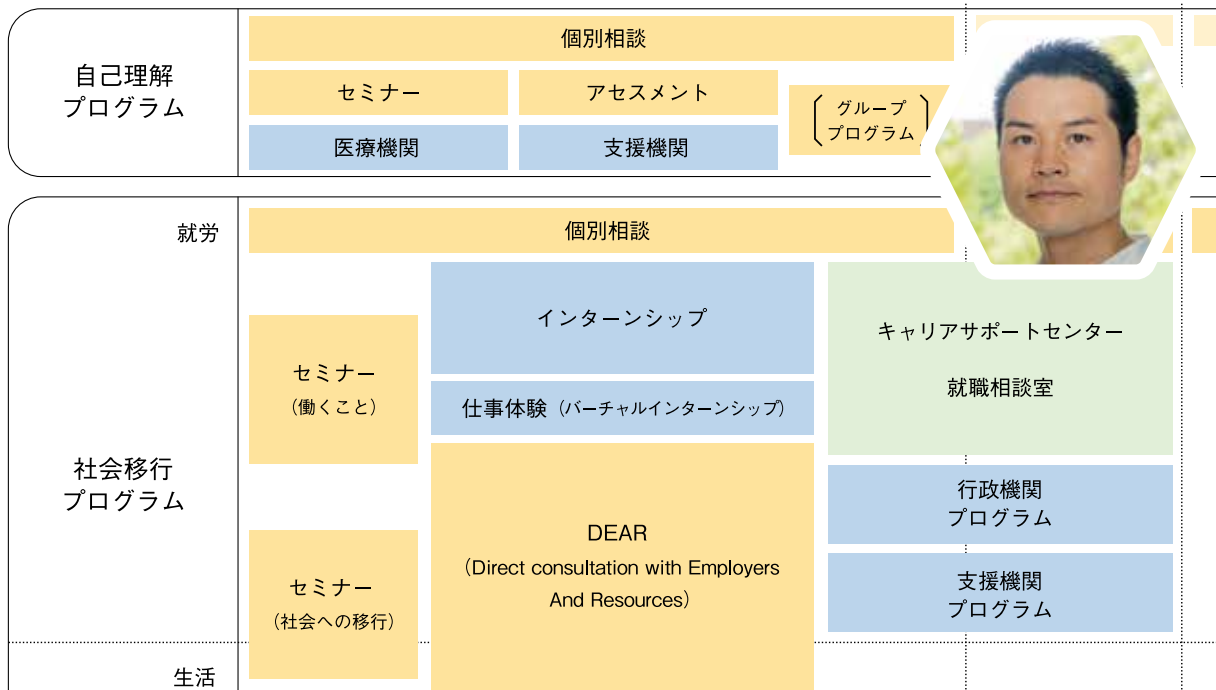 自己理解
プログラム
個別相談
セミナー
アセスメント
グループ
プログラム
医療機関
支援機関
就労
個別相談
社会移行
プログラム
セミナー
(働くこと)
インターンシップ
仕事体験(バーチャルインターンシップ)
キャリアサポートセンター
就職相談室
DEAR
(Direct consultation with Employers
And Resources)
行政機関
プログラム
支援機関
プログラム
セミナー
(社会への移行)
生活